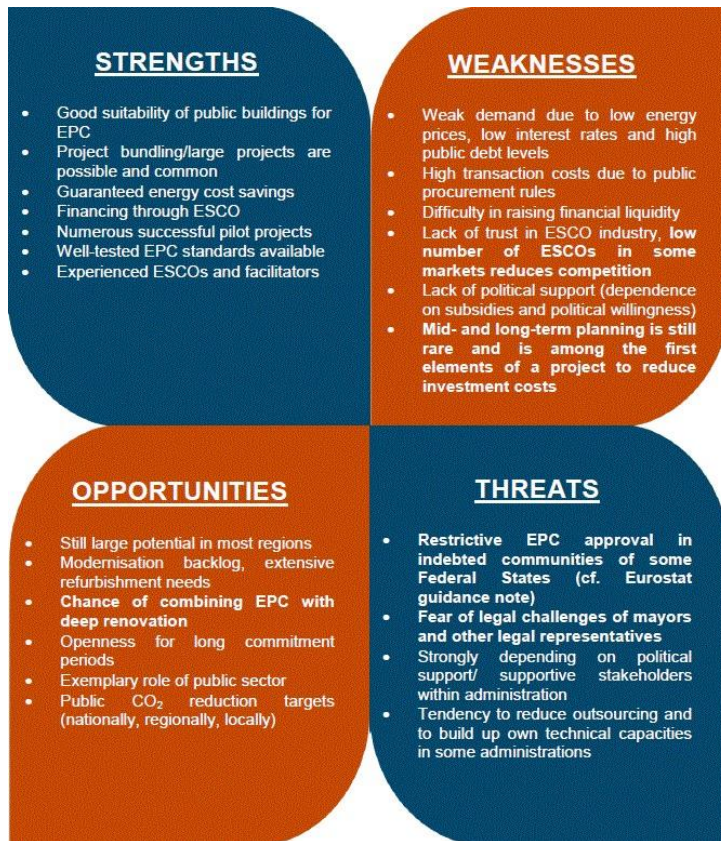 STRENGTHS
• Good suitability of public buildings for
EPC
• Project bundling/large projects are
possible and common
• Guaranteed energy cost savings
• Financing through ESCO
• Numerous successful pilot projects
• Well-tested EPC standards available
• Experienced ESCOs and facilitators
WEAKNESSES
• Weak demand due to low energy
prices, low interest rates and high
public debt levels
• High transaction costs due to public
procurement rules
• Difficulty in raising financial liquidity
• Lack of trust in ESCO industry, low
number of ESCOs in some
markets reduces competition
• Lack of political support (dependence
on subsidies and political willingness)
• Mid- and long-term planning is still
rare and is among the first
elements of a project to reduce
investment costs
OPPORTUNITIES
• Still large potential in most regions
• Modernisation backlog, extensive
refurbishment needs
• Chance of combining EPC with
deep renovation
• Openness for long commitment
periods
• Exemplary role of public sector
• Public CO₂ reduction targets
(nationally, regionally, locally)
THREATS
• Restrictive EPC approval in
indebted communities of some
Federal States (cf. Eurostat
guidance note)
• Fear of legal challenges of mayors
and other legal representatives
• Strongly depending on political
support/ supportive stakeholders
within administration
• Tendency to reduce outsourcing and
to build up own technical capacities
in some administrations